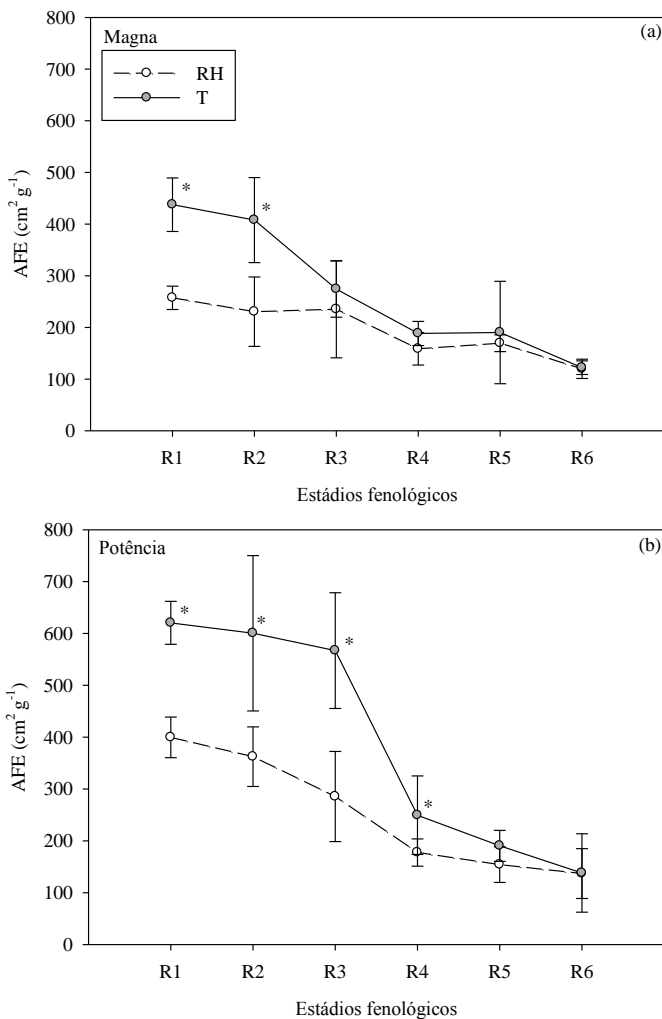 800
Magna
(a)
RH
T
700
600
500
400
300
200
100
0
AFE (cm² g⁻¹)
*
*
R1 R2 R3 R4 R5 R6
Estádios fenológicos
800
Potência
(b)
700
600
500
400
300
200
100
0
AFE (cm² g⁻¹)
*
*
*
*
R1 R2 R3 R4 R5 R6
Estádios fenológicos